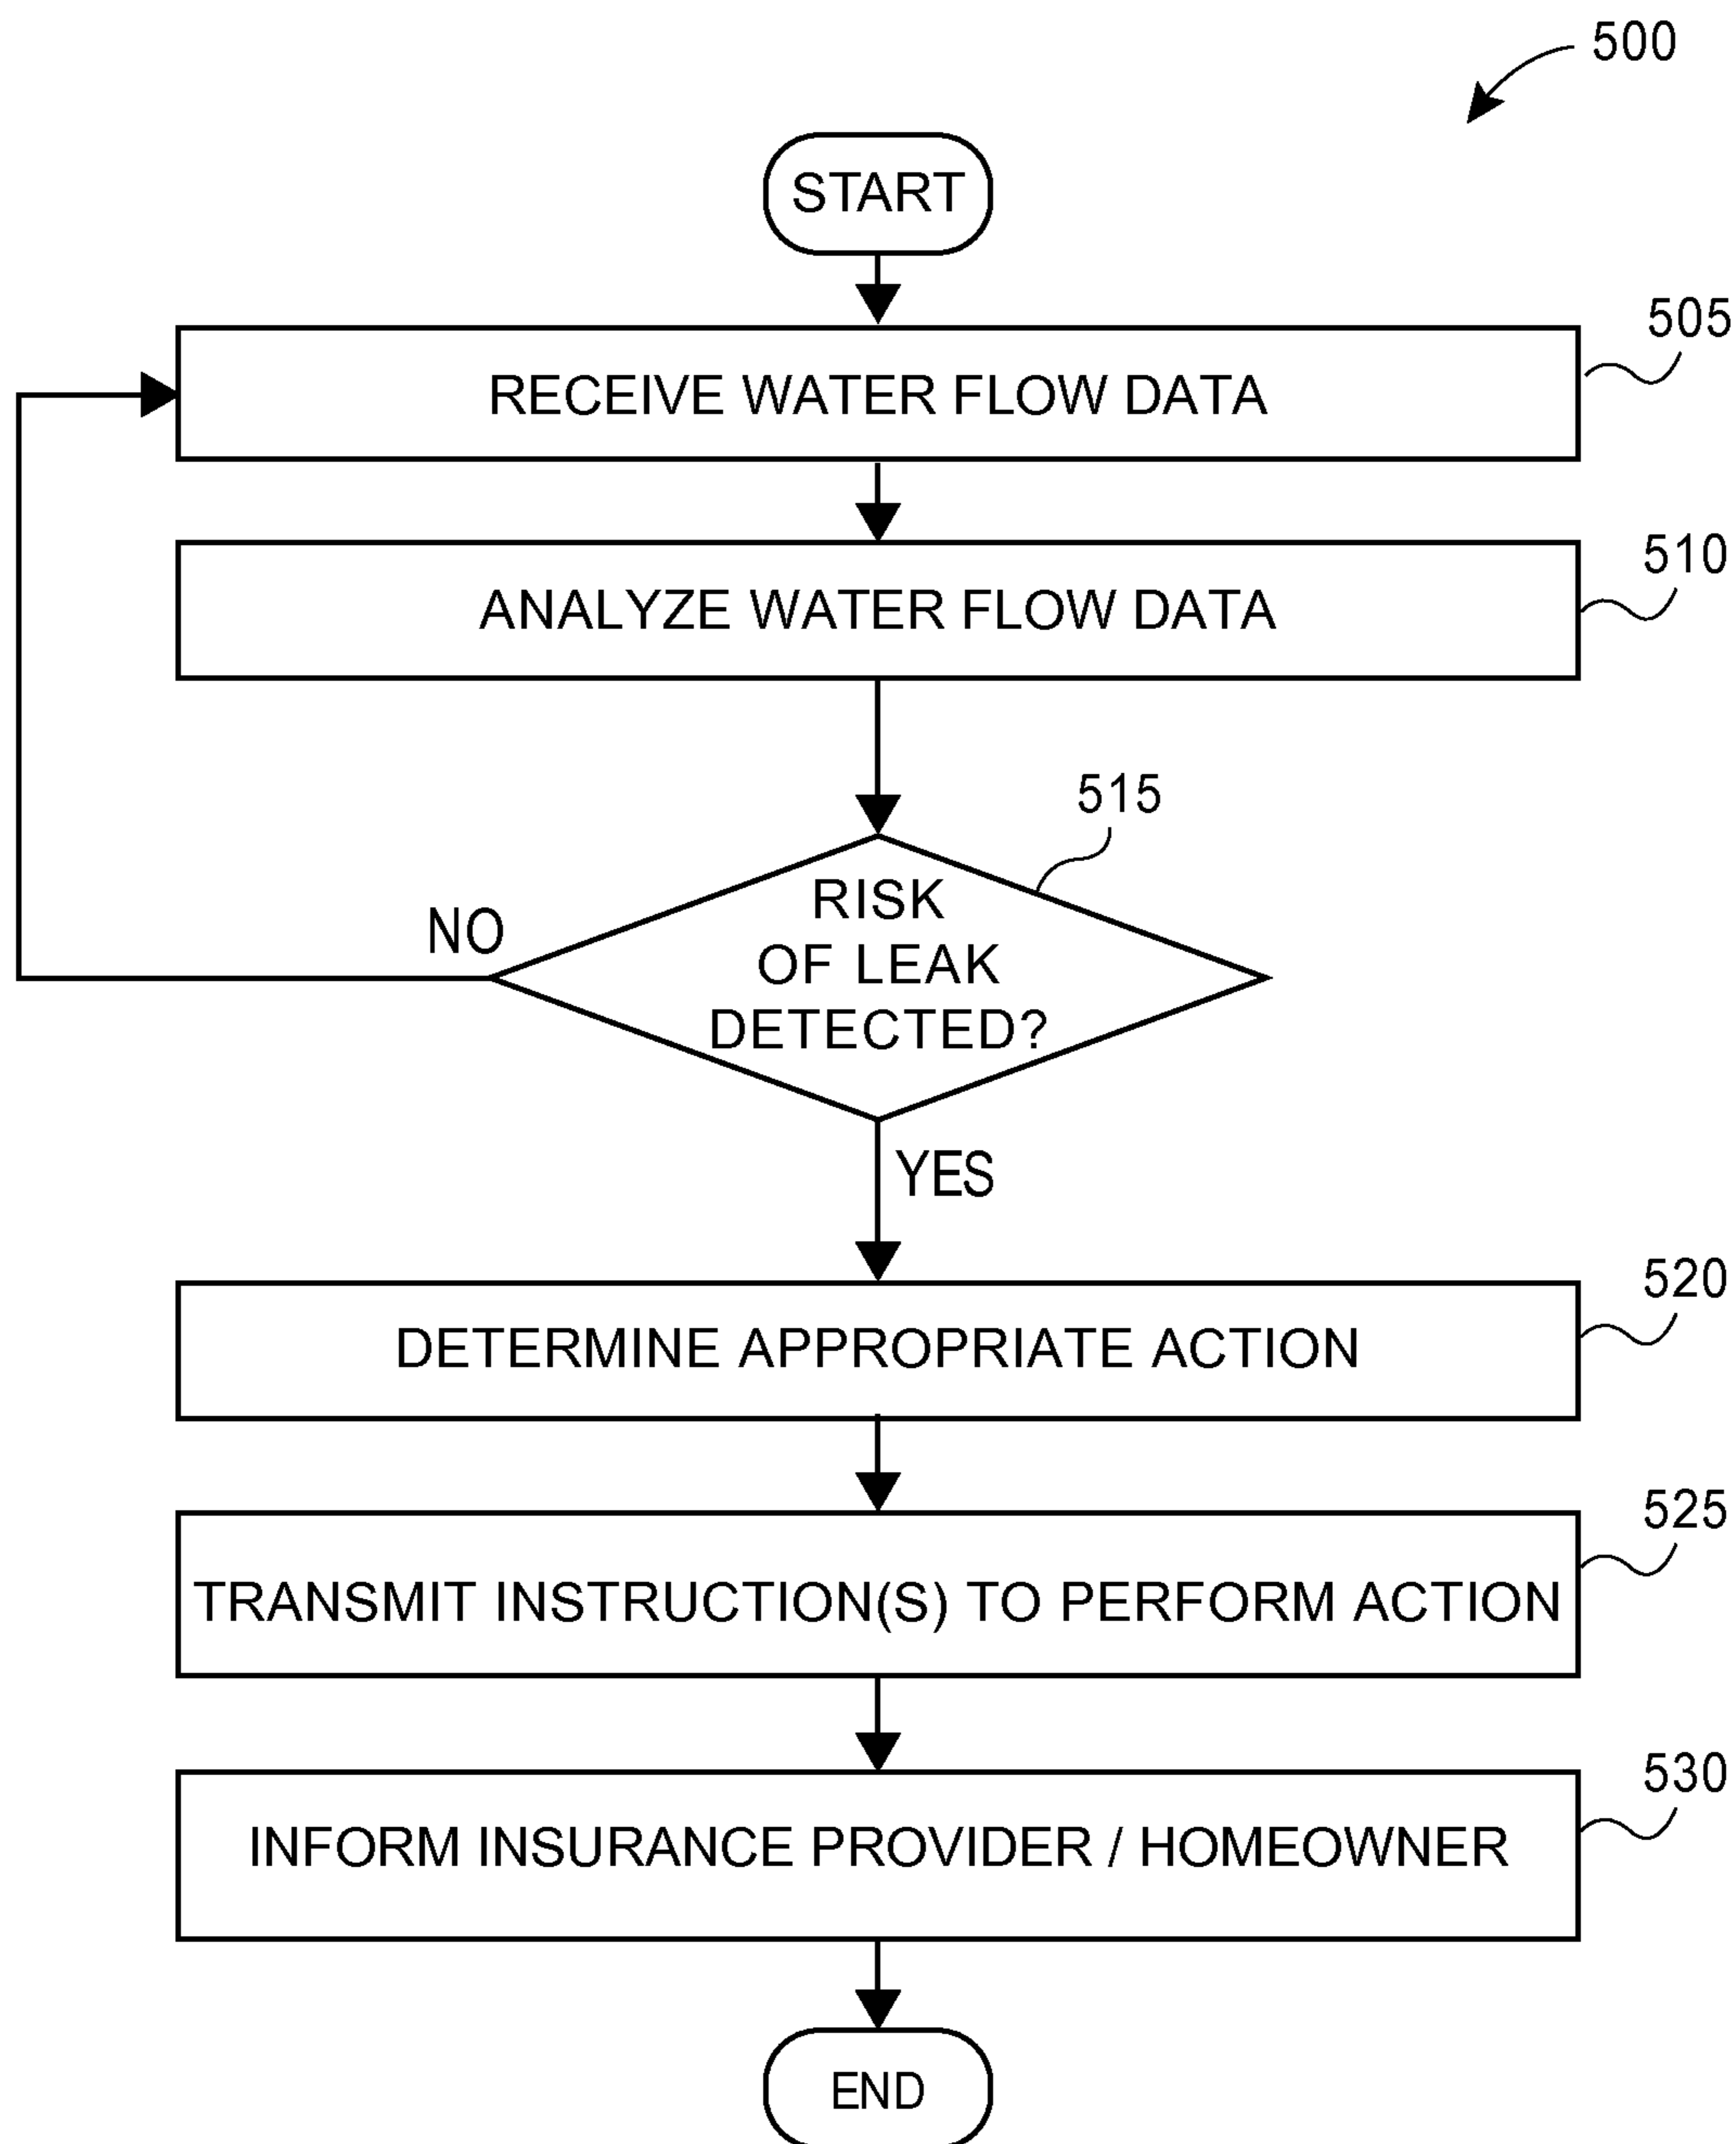 500
START
505
RECEIVE WATER FLOW DATA
510
ANALYZE WATER FLOW DATA
515
RISK
OF LEAK
DETECTED?
NO
YES
520
DETERMINE APPROPRIATE ACTION
525
TRANSMIT INSTRUCTION(S) TO PERFORM ACTION
530
INFORM INSURANCE PROVIDER / HOMEOWNER
END